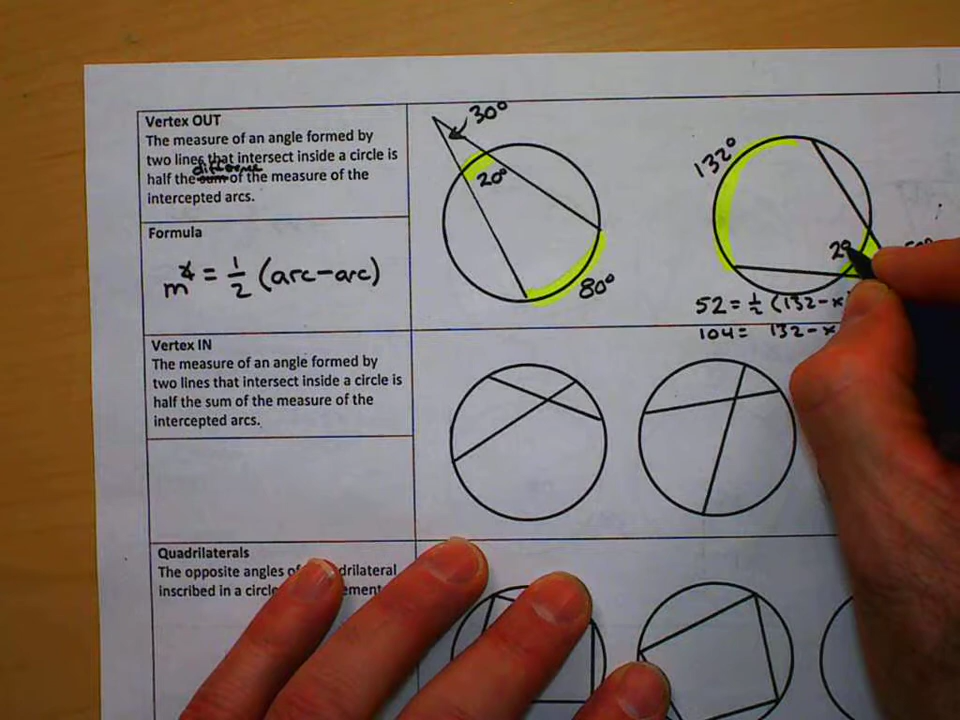 Vertex OUT
The measure of an angle formed by
two lines that intersect inside a circle is
difference
half the sum of the measure of the
intercepted arcs.
Formula
m∡ = 1/2 (arc-arc)
30°
20°
80°
132°
28
52 = 1/2 (132-x
104 = 132-x
Vertex IN
The measure of an angle formed by
two lines that intersect inside a circle is
half the sum of the measure of the
intercepted arcs.
Quadrilaterals
The opposite angles of
inscribed in a